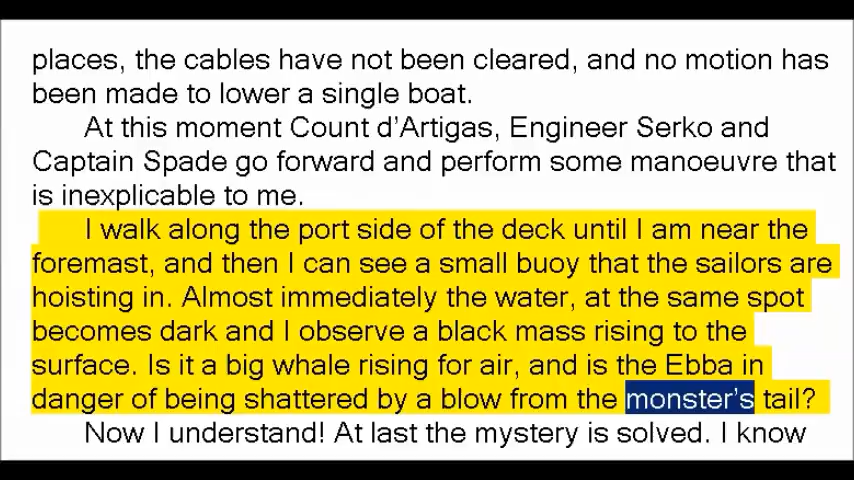 places, the cables have not been cleared, and no motion has
been made to lower a single boat.
At this moment Count d’Artigas, Engineer Serko and
Captain Spade go forward and perform some manoeuvre that
is inexplicable to me.
I walk along the port side of the deck until I am near the
foremast, and then I can see a small buoy that the sailors are
hoisting in. Almost immediately the water, at the same spot
becomes dark and I observe a black mass rising to the
surface. Is it a big whale rising for air, and is the Ebba in
danger of being shattered by a blow from the monster’s tail?
Now I understand! At last the mystery is solved. I know